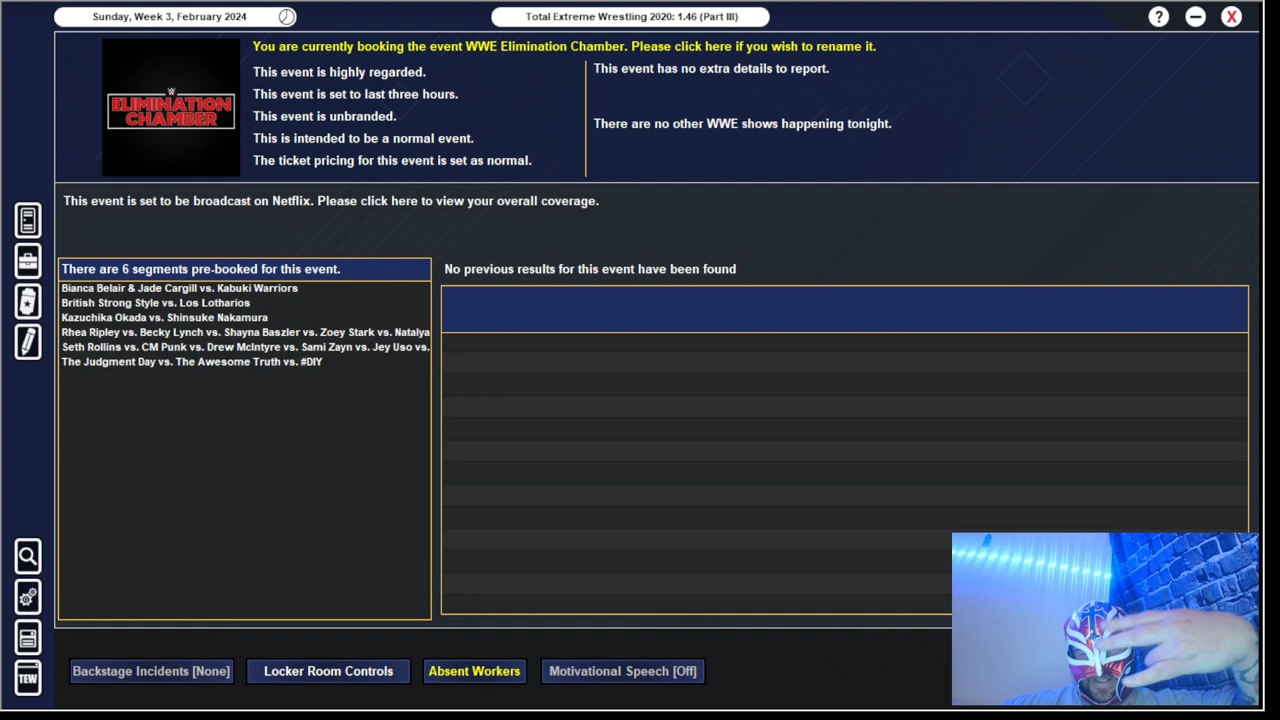 Sunday, Week 3, February 2024
Total Extreme Wrestling 2020: 1.46 (Part III)
?
X
You are currently booking the event WWE Elimination Chamber. Please click here if you wish to rename it.
W
ELIMINATION
CHAMBER
This event is highly regarded.
This event is set to last three hours.
This event is unbranded.
This is intended to be a normal event.
The ticket pricing for this event is set as normal.
This event has no extra details to report.
There are no other WWE shows happening tonight.
This event is set to be broadcast on Netflix. Please click here to view your overall coverage.
There are 6 segments pre-booked for this event.
Bianca Belair & Jade Cargill vs. Kabuki Warriors
British Strong Style vs. Los Lotharios
Kazuchika Okada vs. Shinsuke Nakamura
Rhea Ripley vs. Becky Lynch vs. Shayna Baszler vs. Zoey Stark vs. Natalya
Seth Rollins vs. CM Punk vs. Drew McIntyre vs. Sami Zayn vs. Jey Uso vs.
The Judgment Day vs. The Awesome Truth vs. #DIY
No previous results for this event have been found
TEW
Backstage Incidents [None]
Locker Room Controls
Absent Workers
Motivational Speech [Off]